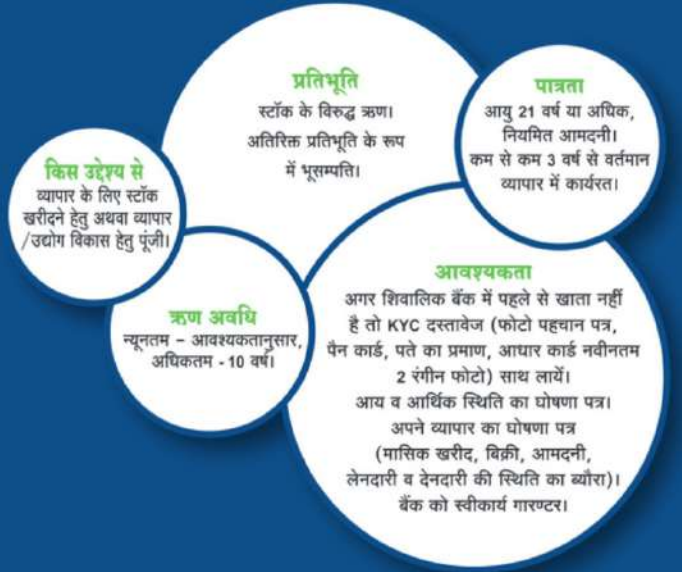 प्रतिभूति
स्टॉक के विरुद्ध ऋण।
अतिरिक्त प्रतिभूति के रूप
में भूसम्पति।
पात्रता
आयु 21 वर्ष या अधिक,
नियमित आमदनी।
कम से कम 3 वर्ष से वर्तमान
व्यापार में कार्यरत।
किस उद्देश्य से
व्यापार के लिए स्टॉक
खरीदने हेतु अथवा व्यापार
/उद्योग विकास हेतु पूंजी।
ऋण अवधि
न्यूनतम – आवश्यकतानुसार,
अधिकतम - 10 वर्ष।
आवश्यकता
अगर शिवालिक बैंक में पहले से खाता नहीं
है तो KYC दस्तावेज (फोटो पहचान पत्र,
पैन कार्ड, पते का प्रमाण, आधार कार्ड नवीनतम
2 रंगीन फोटो) साथ लायें।
आय व आर्थिक स्थिति का घोषणा पत्र।
अपने व्यापार का घोषणा पत्र
(मासिक खरीद, बिक्री, आमदनी,
लेनदारी व देनदारी की स्थिति का ब्यौरा)।
बैंक को स्वीकार्य गारण्टर।